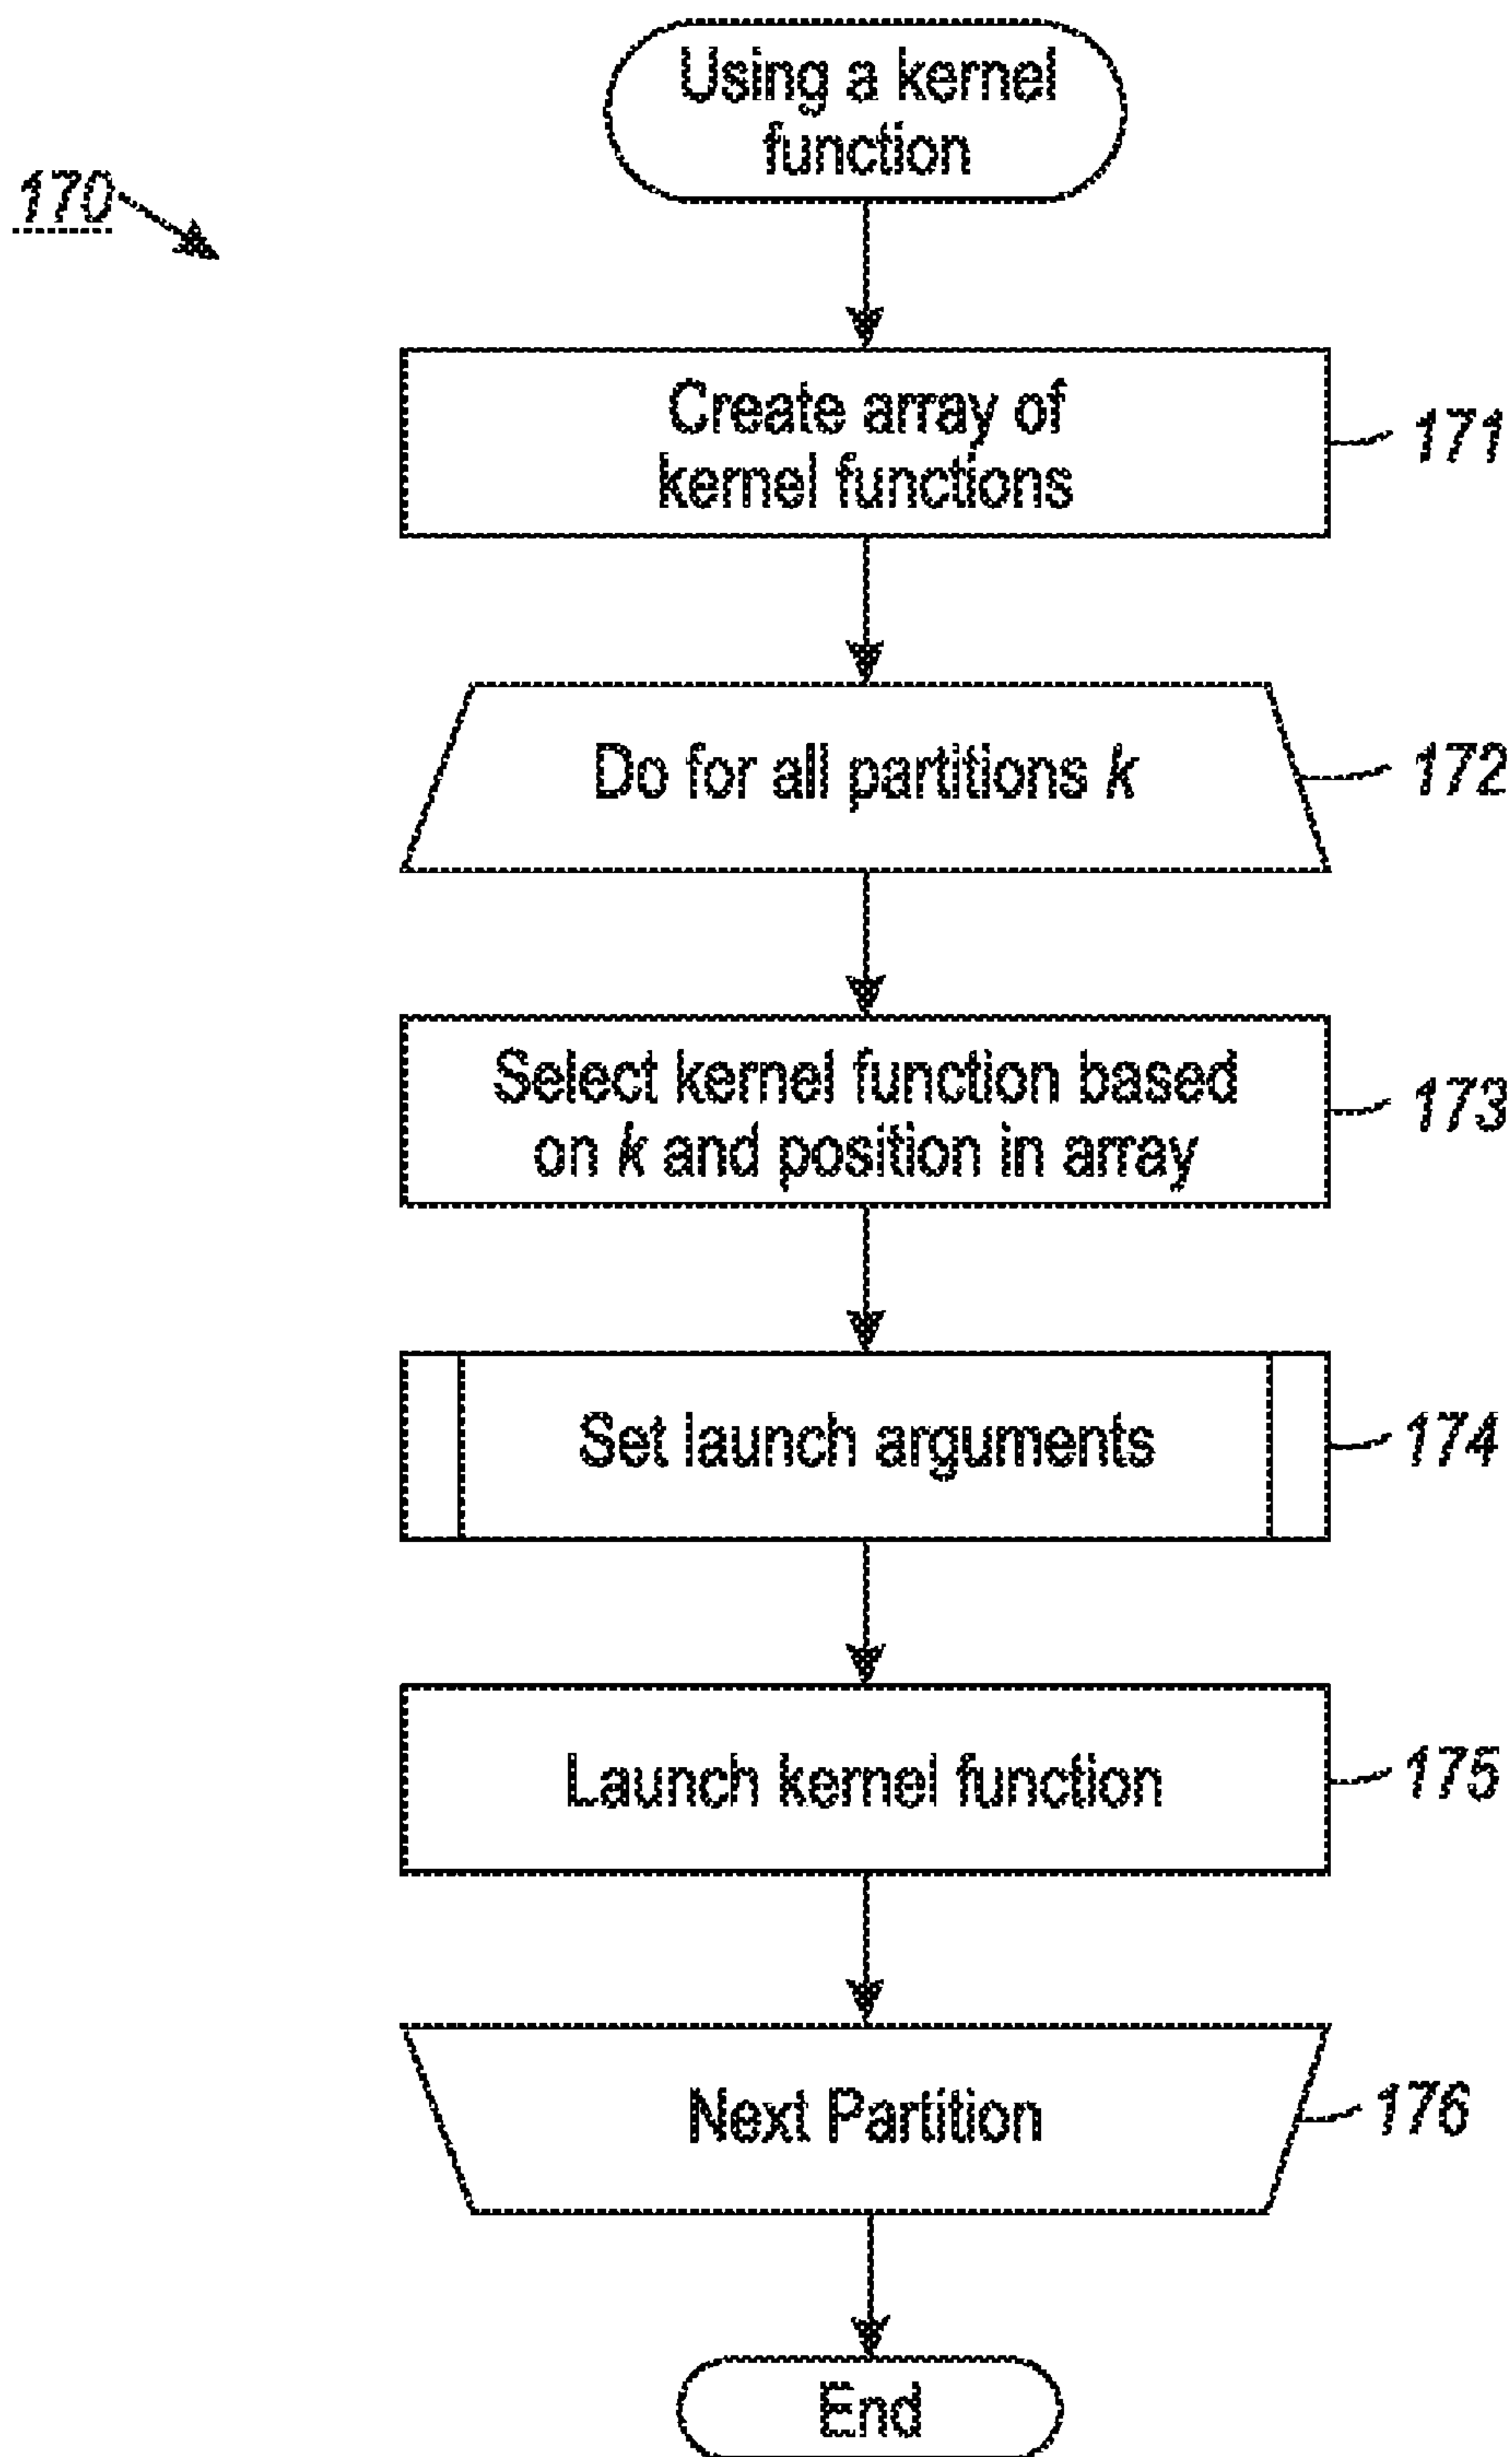 Using a kernel
function
170
Create array of
kernel functions
171
Do for all partitions k
172
Select kernel function based
on k and position in array
173
Set launch arguments
174
Launch kernel function
175
Next Partition
176
End